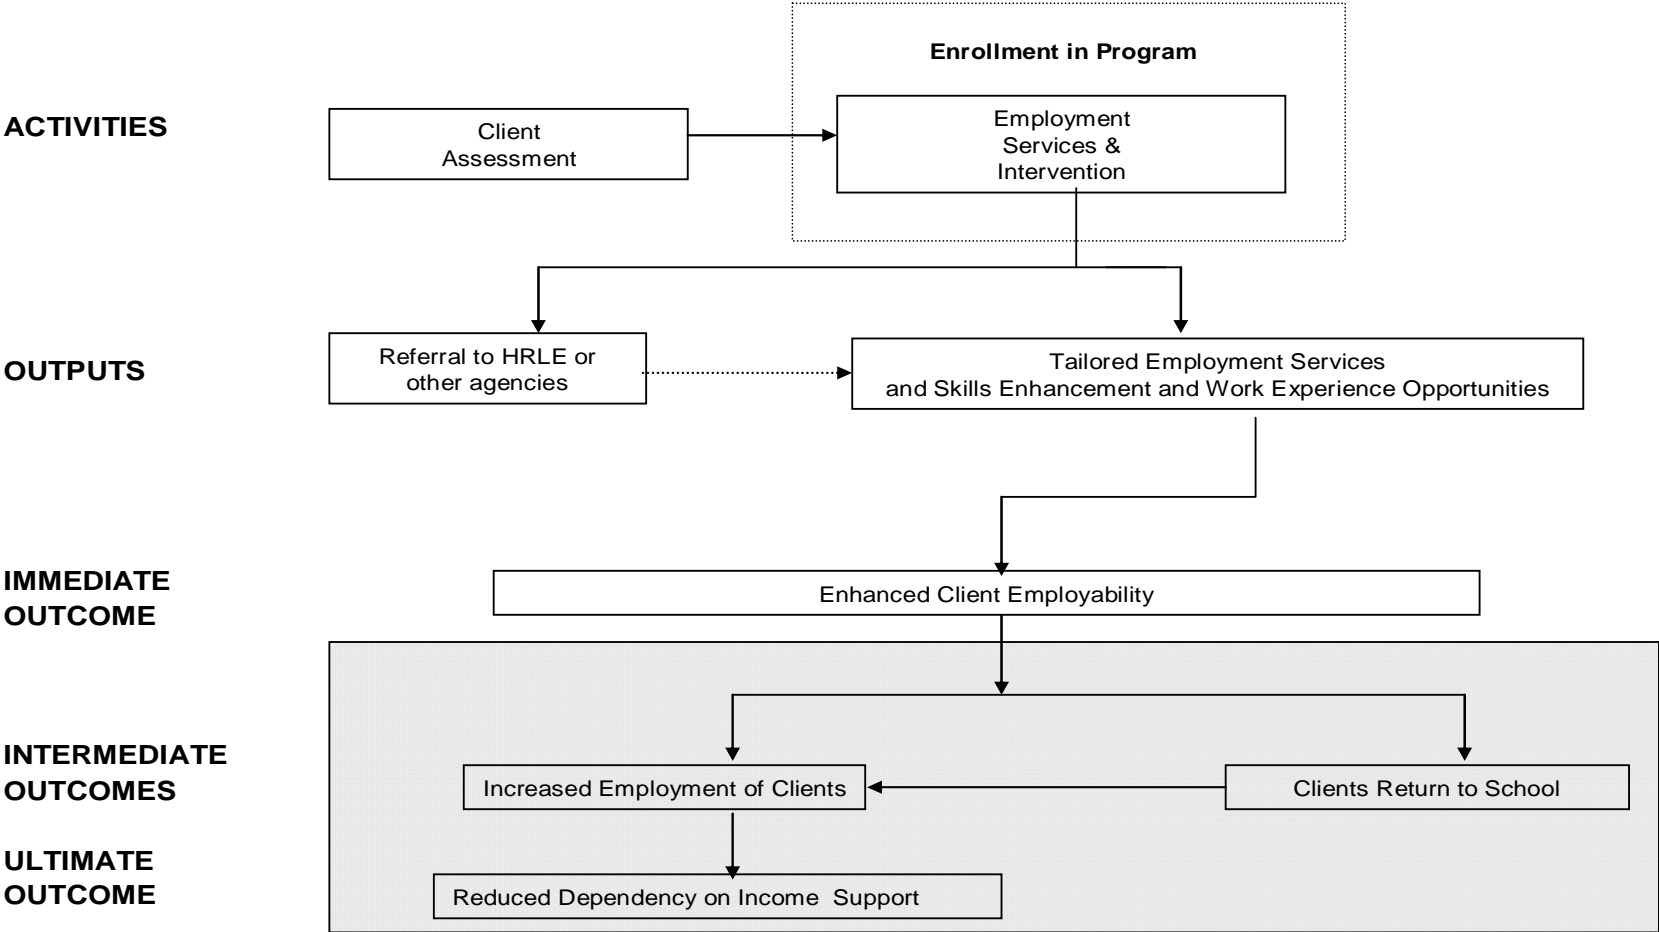 Enrollment in Program
ACTIVITIES
Client
Assessment
Employment
Services &
Intervention
OUTPUTS
Referral to HRLE or
other agencies
Tailored Employment Services
and Skills Enhancement and Work Experience Opportunities
IMMEDIATE
OUTCOME
Enhanced Client Employability
INTERMEDIATE
OUTCOMES
Increased Employment of Clients
Clients Return to School
ULTIMATE
OUTCOME
Reduced Dependency on Income Support